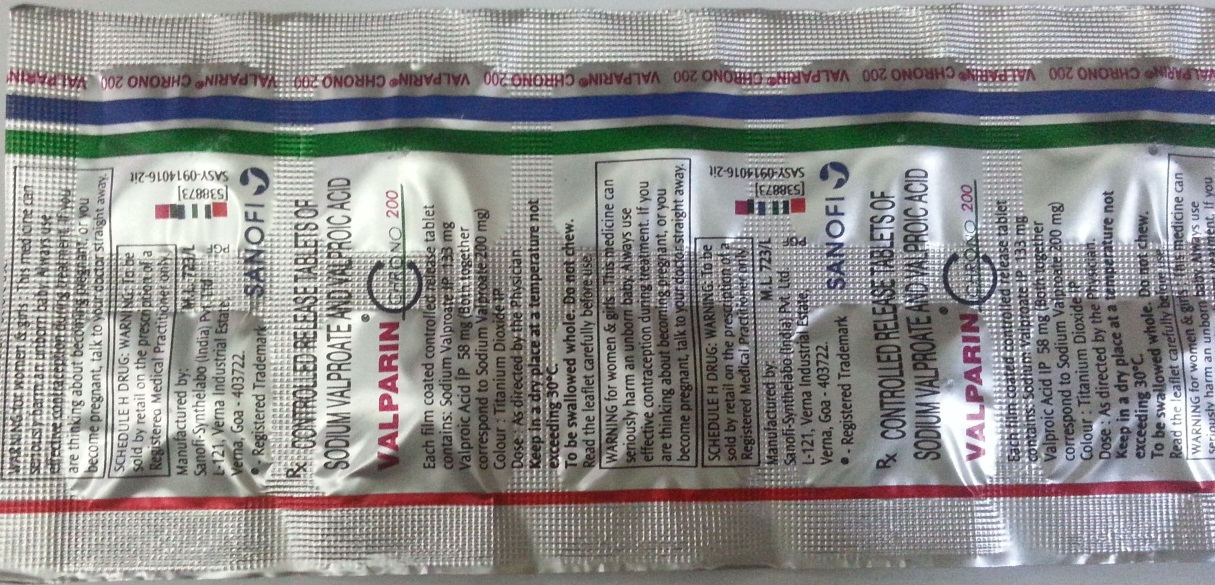 VALPARIN® CHRONO 200 VALPARIN® CHRONO 200 VALPARIN® CHRONO 200 VALPARIN® CHRONO 200 VALPARIN® CHRONO 200 VALPARIN® CHRONO 200
WARNING for women & girls. This medicine can
seriously harm an unborn baby. Always use
effective contraception during treatment. If you
are thinking about becoming pregnant, or you
become pregnant, talk to your doctor straight away.
SCHEDULE H DRUG: WARNING: To be
sold by retail on the prescription of a
Registered Medical Practitioner only.
[538873]
SASY-0914016-2it
PGF
Manufactured by: M.L.723/L
Sanofi-Synthelabo (India) Pvt. Ltd
L-121, Verna Industrial Estate,
Verna, Goa - 403722.
® - Registered Trademark
SANOFI
Rx CONTROLLED RELEASE TABLETS OF
SODIUM VALPROATE AND VALPROIC ACID
VALPARIN® CHRONO 200
Each film coated controlled release tablet
contains: Sodium Valproate IP 133 mg
Valproic Acid IP 58 mg (Both together
correspond to Sodium Valproate 200 mg)
Colour : Titanium Dioxide IP
Dose : As directed by the Physician.
Keep in a dry place at a temperature not
exceeding 30°C.
To be swallowed whole. Do not chew.
Read the leaflet carefully before use.
WARNING for women & girls. This medicine can
seriously harm an unborn baby. Always use
effective contraception during treatment. If you
are thinking about becoming pregnant, or you
become pregnant, talk to your doctor straight away.
SCHEDULE H DRUG: WARNING: To be
sold by retail on the prescription of a
Registered Medical Practitioner only.
[538873]
SASY-0914016-2it
PGF
Manufactured by: M.L.723/L
Sanofi-Synthelabo (India) Pvt. Ltd
L-121, Verna Industrial Estate,
Verna, Goa - 403722.
® - Registered Trademark
SANOFI
Rx CONTROLLED RELEASE TABLETS OF
SODIUM VALPROATE AND VALPROIC ACID
VALPARIN® CHRONO 200
Each film coated controlled release tablet
contains: Sodium Valproate IP 133 mg
Valproic Acid IP 58 mg (Both together
correspond to Sodium Valproate 200 mg)
Colour : Titanium Dioxide IP
Dose : As directed by the Physician.
Keep in a dry place at a temperature not
exceeding 30°C.
To be swallowed whole. Do not chew.
Read the leaflet carefully before use.
WARNING for women & girls. This medicine can
seriously harm an unborn baby. Always use